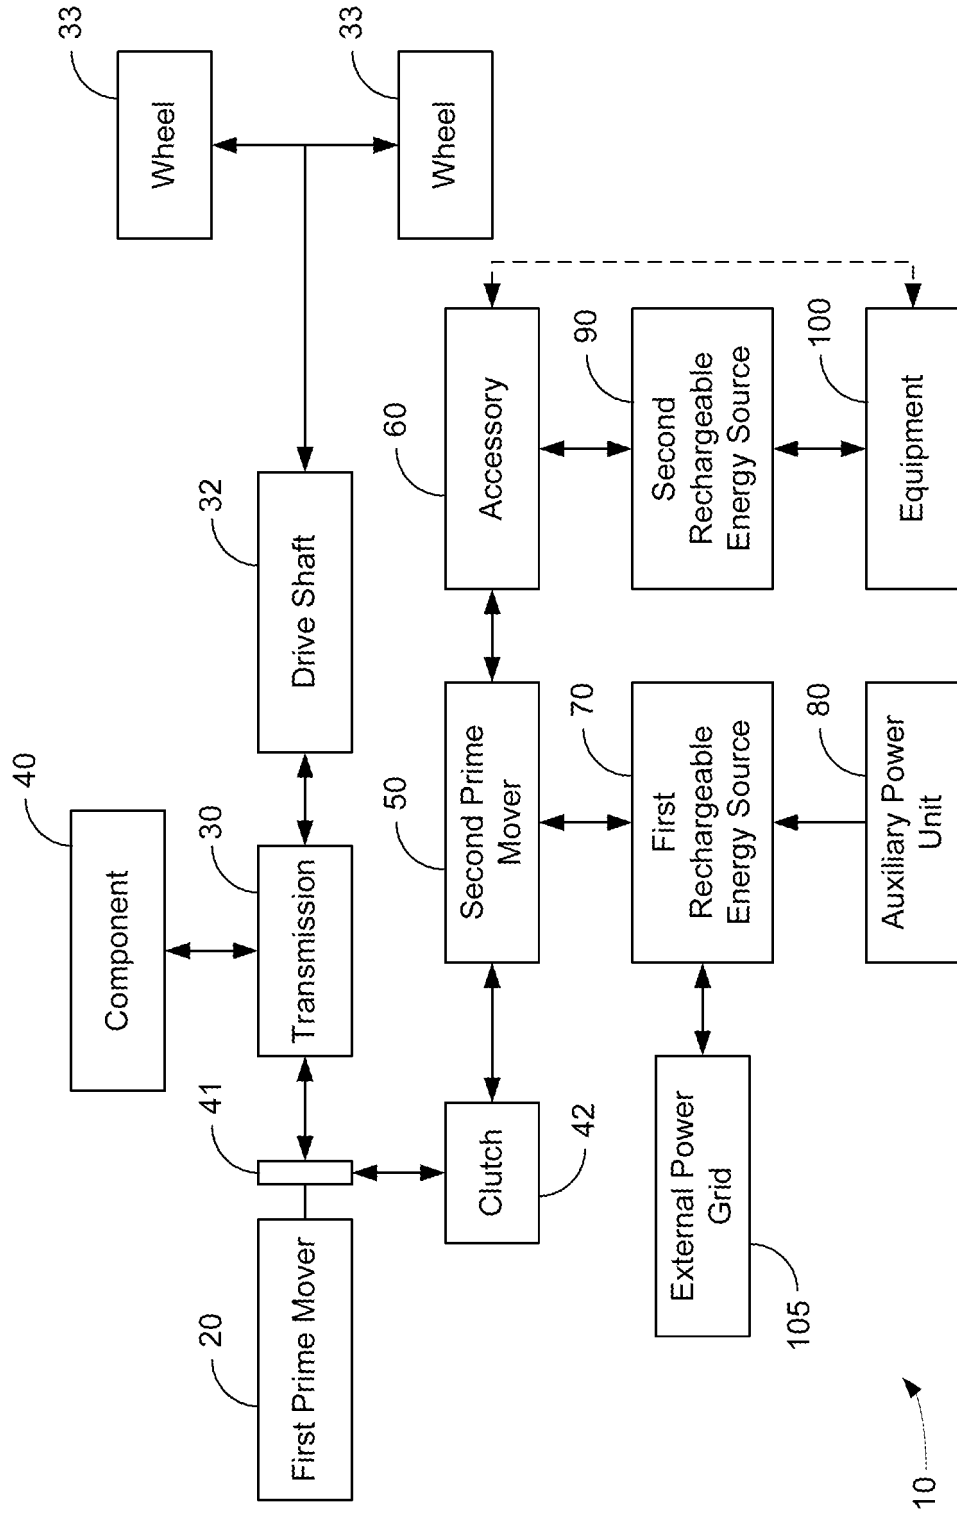 40
Component
20
First Prime Mover
41
30
Transmission
32
Drive Shaft
33
Wheel
33
Wheel
Clutch
42
50
Second Prime
Mover
60
Accessory
External Power
Grid
105
70
First
Rechargeable
Energy Source
90
Second
Rechargeable
Energy Source
80
Auxiliary Power
Unit
100
Equipment
10